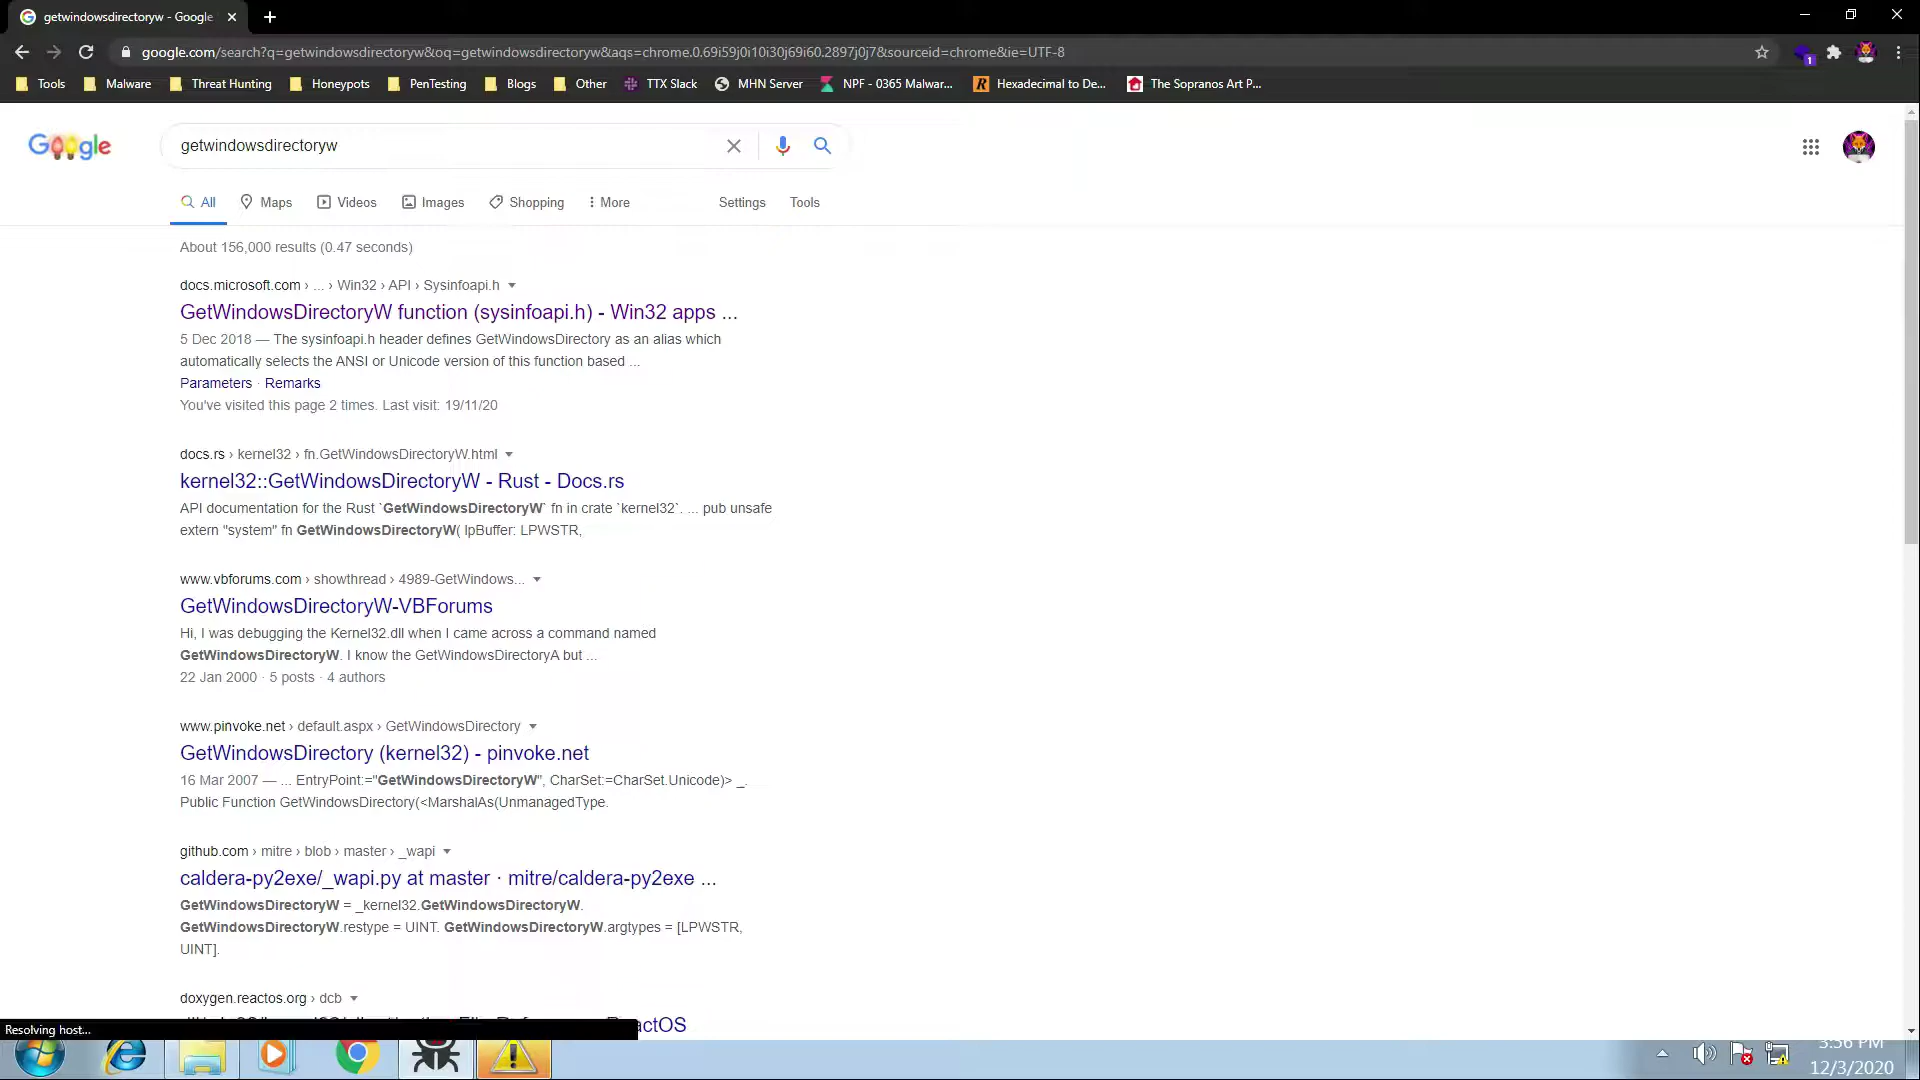 getwindowsdirectoryw - Google
google.com/search?q=getwindowsdirectoryw&oq=getwindowsdirectoryw&aqs=chrome.0.69i59j0i10i30j69i60.2897j0j7&sourceid=chrome&ie=UTF-8
1
Tools Malware Threat Hunting Honeypots PenTesting Blogs Other TTX Slack MHN Server NPF - 0365 Malwar... Hexadecimal to De... The Sopranos Art P...
Google
getwindowsdirectoryw
All Maps Videos Images Shopping More Settings Tools
About 156,000 results (0.47 seconds)
docs.microsoft.com › ... › Win32 › API › Sysinfoapi.h
GetWindowsDirectoryW function (sysinfoapi.h) - Win32 apps ...
5 Dec 2018 — The sysinfoapi.h header defines GetWindowsDirectory as an alias which
automatically selects the ANSI or Unicode version of this function based ...
Parameters · Remarks
You've visited this page 2 times. Last visit: 19/11/20
docs.rs › kernel32 › fn.GetWindowsDirectoryW.html
kernel32::GetWindowsDirectoryW - Rust - Docs.rs
API documentation for the Rust `GetWindowsDirectoryW` fn in crate `kernel32`. ... pub unsafe
extern "system" fn GetWindowsDirectoryW( lpBuffer: LPWSTR,
www.vbforums.com › showthread › 4989-GetWindows...
GetWindowsDirectoryW-VBForums
Hi, I was debugging the Kernel32.dll when I came across a command named
GetWindowsDirectoryW. I know the GetWindowsDirectoryA but ...
22 Jan 2000 · 5 posts · 4 authors
www.pinvoke.net › default.aspx › GetWindowsDirectory
GetWindowsDirectory (kernel32) - pinvoke.net
16 Mar 2007 — ... EntryPoint:="GetWindowsDirectoryW", CharSet:=CharSet.Unicode)> _.
Public Function GetWindowsDirectory(<MarshalAs(UnmanagedType.
github.com › mitre › blob › master › _wapi
caldera-py2exe/_wapi.py at master · mitre/caldera-py2exe ...
GetWindowsDirectoryW = _kernel32.GetWindowsDirectoryW.
GetWindowsDirectoryW.restype = UINT. GetWindowsDirectoryW.argtypes = [LPWSTR,
UINT].
doxygen.reactos.org › dcb
actOS
Resolving host...
3:56 PM
12/3/2020